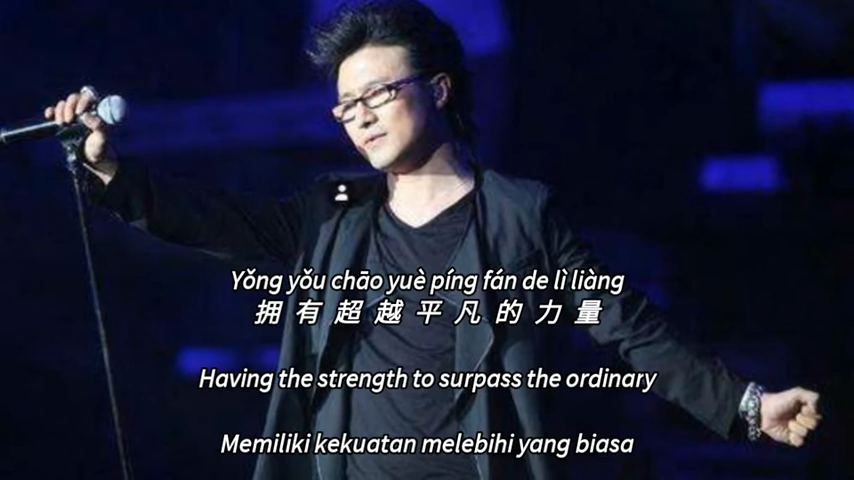 Yǒng yǒu chāo yuè píng fán de lì liàng
拥有超越平凡的力量
Having the strength to surpass the ordinary
Memiliki kekuatan melebihi yang biasa